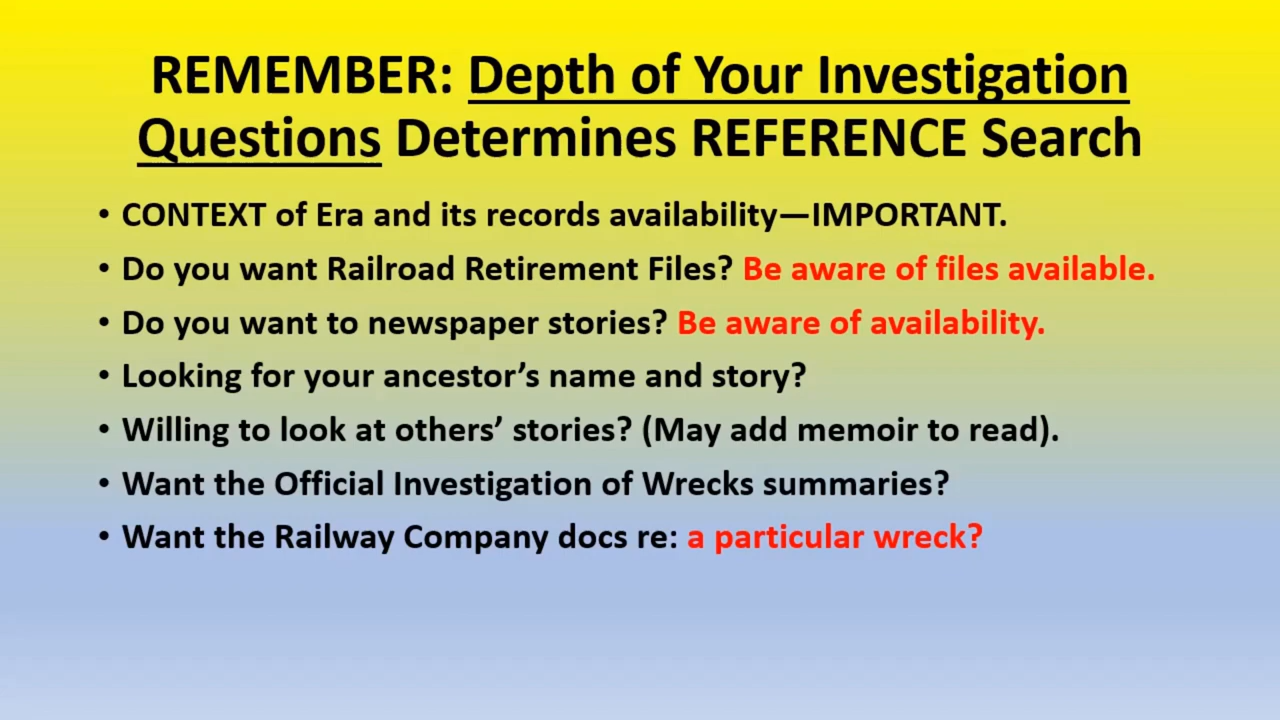 REMEMBER: Depth of Your Investigation
Questions Determines REFERENCE Search
• CONTEXT of Era and its records availability—IMPORTANT.
• Do you want Railroad Retirement Files? Be aware of files available.
• Do you want to newspaper stories? Be aware of availability.
• Looking for your ancestor’s name and story?
• Willing to look at others’ stories? (May add memoir to read).
• Want the Official Investigation of Wrecks summaries?
• Want the Railway Company docs re: a particular wreck?